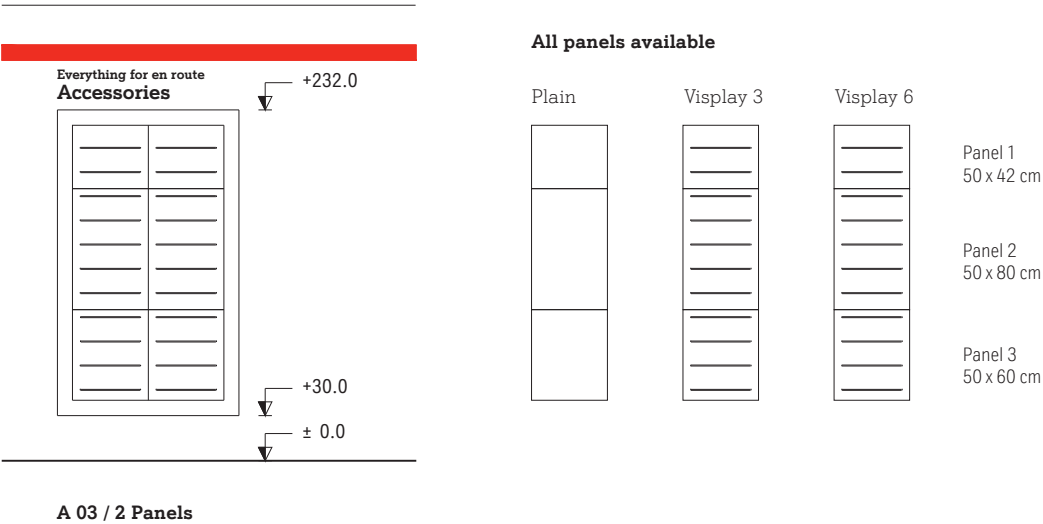 Everything for en route
Accessories
+232.0
+30.0
± 0.0
A 03 / 2 Panels
All panels available
Plain
Visplay 3
Visplay 6
Panel 1
50 x 42 cm
Panel 2
50 x 80 cm
Panel 3
50 x 60 cm